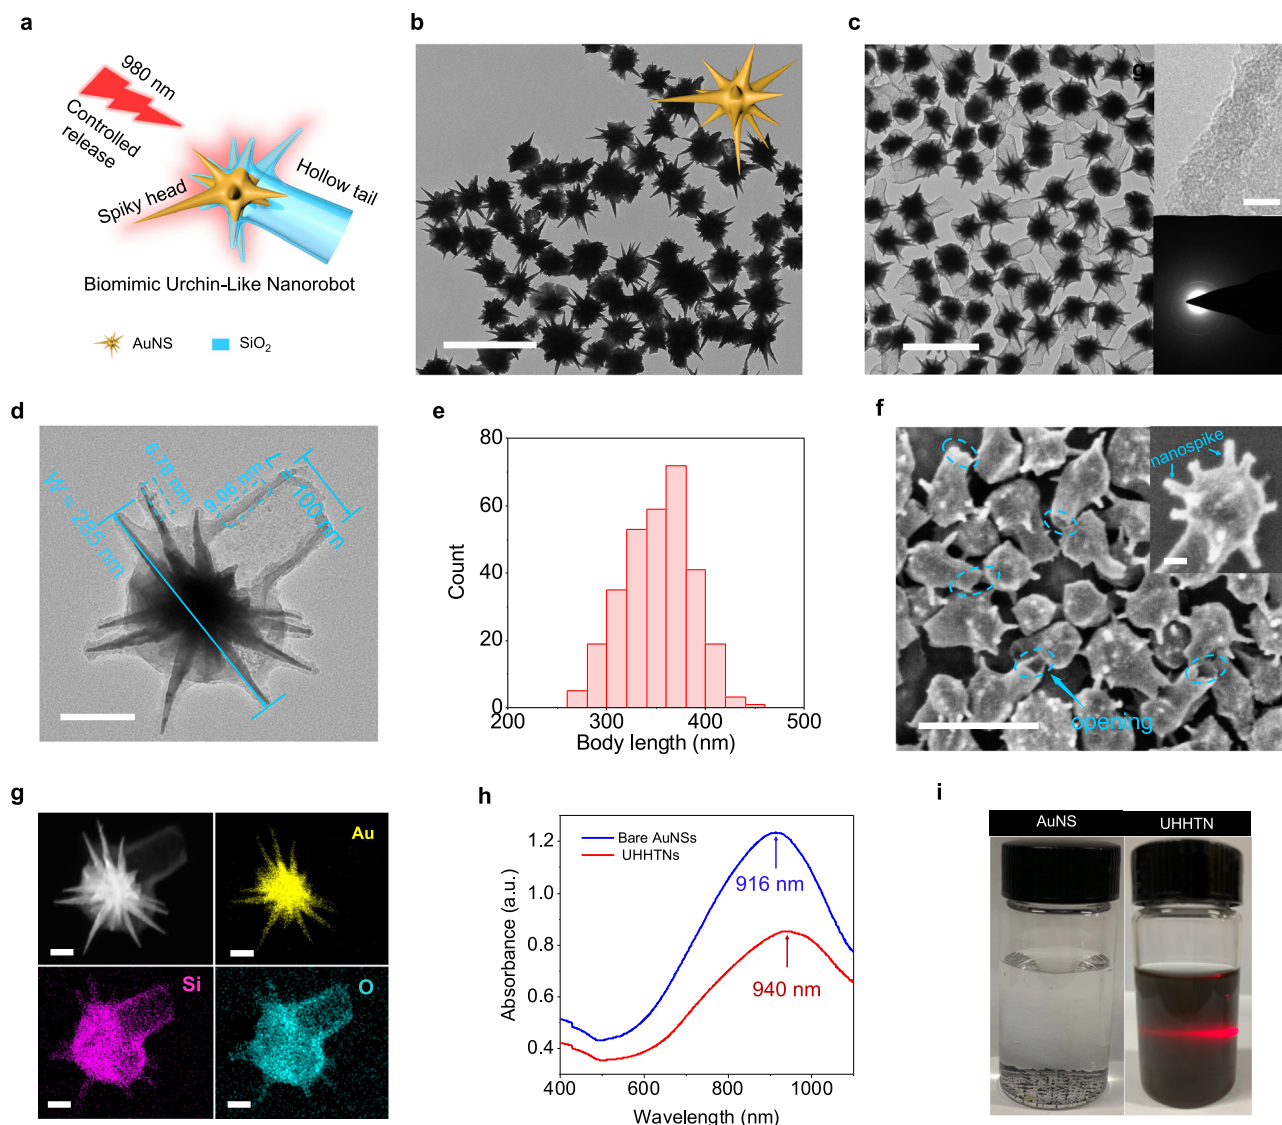 a
980 nm
Controlled
release
Spiky head
Hollow tail
Biomimic Urchin-Like Nanorobot
AuNS
SiO2
b
c
g
d
W = 285 nm
6.78 nm
9.06 nm
100 nm
e
80
60
40
20
0
Count
200
300
400
500
Body length (nm)
f
nanospike
opening
g
Au
Si
O
h
1.2
1.0
0.8
0.6
0.4
Absorbance (a.u.)
Bare AuNSs
UHHTNs
916 nm
940 nm
400
600
800
1000
Wavelength (nm)
i
AuNS
UHHTN